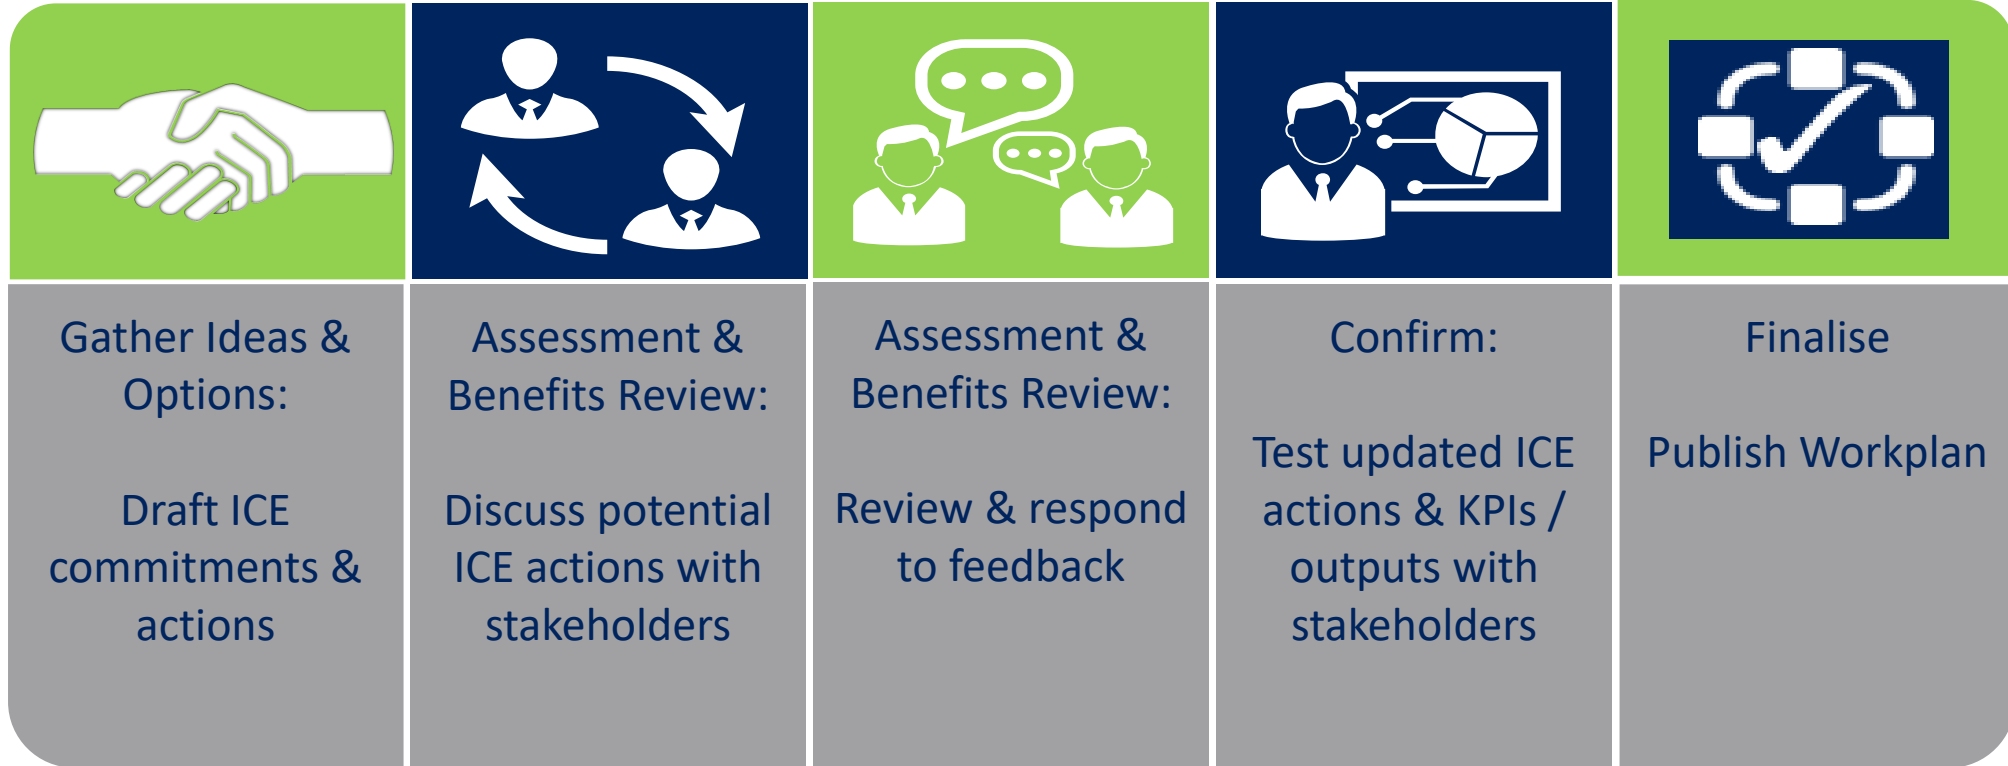 Gather Ideas &
Options:
Draft ICE
commitments &
actions
Assessment &
Benefits Review:
Discuss potential
ICE actions with
stakeholders
Assessment &
Benefits Review:
Review & respond
to feedback
Confirm:
Test updated ICE
actions & KPIs /
outputs with
stakeholders
Finalise
Publish Workplan